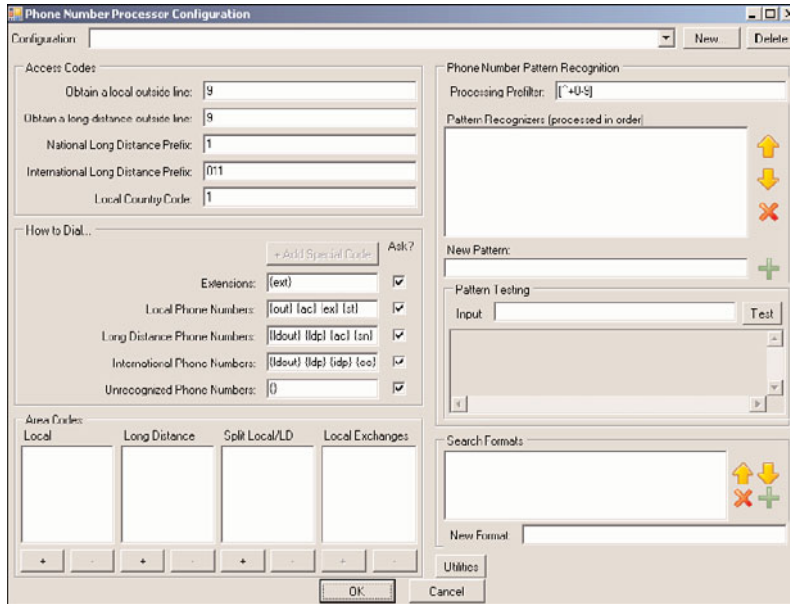 Phone Number Processor Configuration
Configuration New... Delete
Access Codes
Obtain a local outside line: 9
Obtain a long-distance outside line: 9
National Long Distance Prefix: 1
International Long Distance Prefix: 011
Local Country Code: 1
How to Dial...
+ Add Special Code Ask?
Extensions: {ext}
Local Phone Numbers: {out} {ac} {ex} {st}
Long Distance Phone Numbers: {ldout} {ldp} {ac} {sn}
International Phone Numbers: {ldout} {ldp} {idp} {cc}
Unrecognized Phone Numbers: {}
Area Codes
Local Long Distance Split Local/LD Local Exchanges
+ - + - + - + -
Phone Number Pattern Recognition
Processing Prefilter: [^+0-9]
Pattern Recognizers (processed in order)
New Pattern:
Pattern Testing
Input Test
Search Formats
New Format
Utilities
OK Cancel